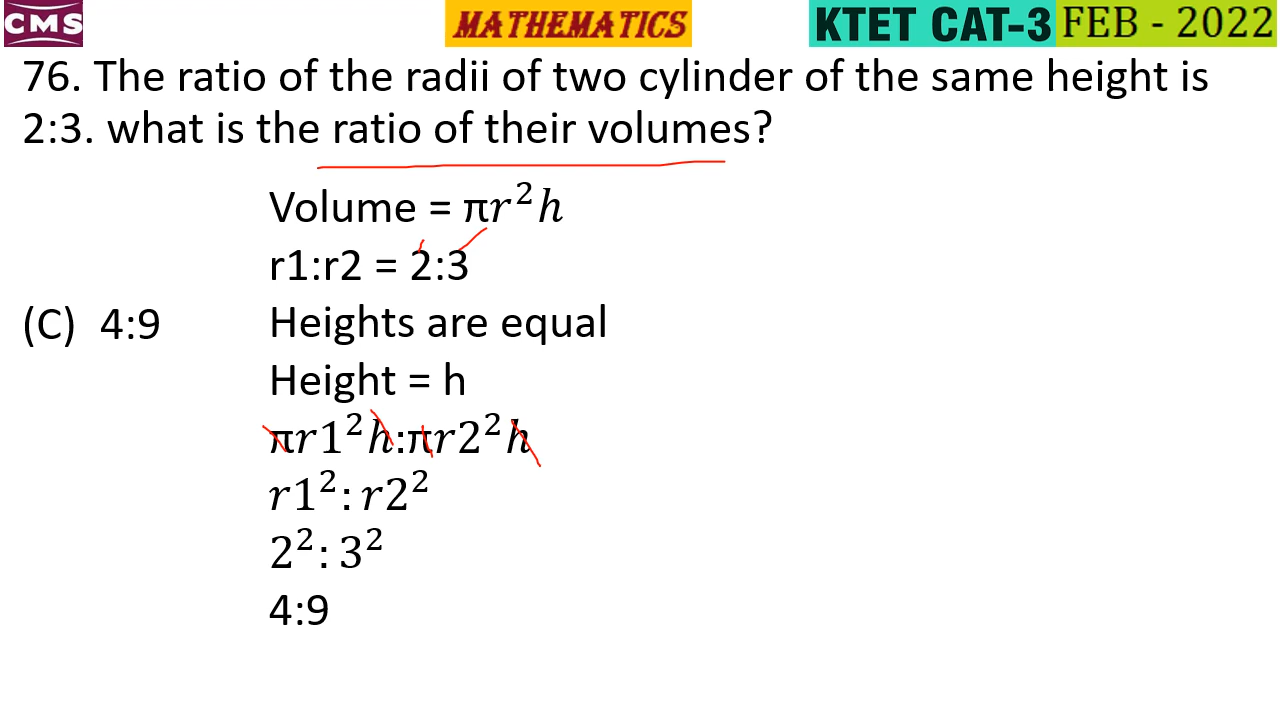 CMS
MATHEMATICS
KTET CAT-3 FEB - 2022
76. The ratio of the radii of two cylinder of the same height is
2:3. what is the ratio of their volumes?
Volume = πr²h
r1:r2 = 2:3
(C) 4:9
Heights are equal
Height = h
πr1²h:πr2²h
r1²: r2²
2²: 3²
4:9